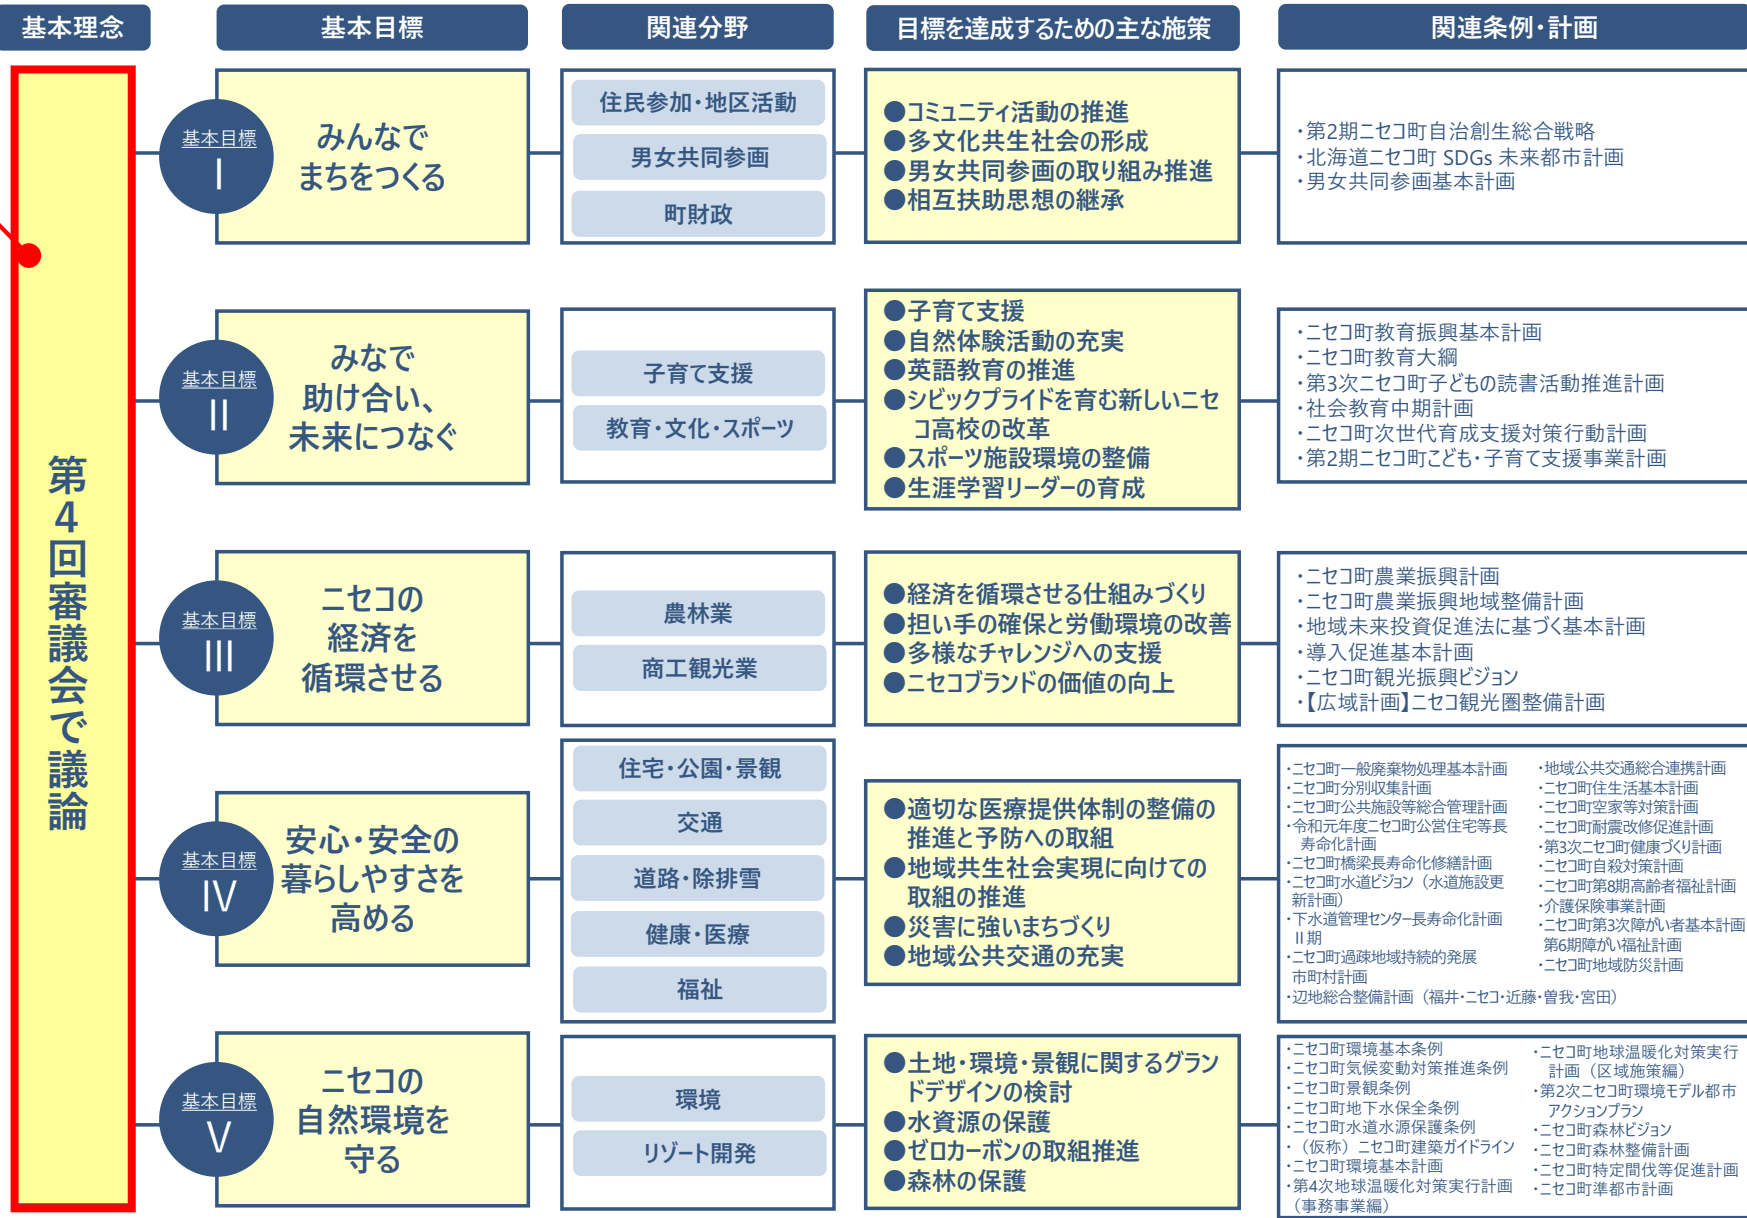 基本理念
基本目標
関連分野
目標を達成するための主な施策
関連条例・計画
第4回審議会で議論
基本目標
Ⅰ
みんなで
まちをつくる
住民参加・地区活動
男女共同参画
町財政
●コミュニティ活動の推進
●多文化共生社会の形成
●男女共同参画の取り組み推進
●相互扶助思想の継承
・第2期ニセコ町自治創生総合戦略
・北海道ニセコ町 SDGs 未来都市計画
・男女共同参画基本計画
基本目標
Ⅱ
みなで
助け合い、
未来につなぐ
子育て支援
教育・文化・スポーツ
●子育て支援
●自然体験活動の充実
●英語教育の推進
●シビックプライドを育む新しいニセ
コ高校の改革
●スポーツ施設環境の整備
●生涯学習リーダーの育成
・ニセコ町教育振興基本計画
・ニセコ町教育大綱
・第3次ニセコ町子どもの読書活動推進計画
・社会教育中期計画
・ニセコ町次世代育成支援対策行動計画
・第2期ニセコ町こども・子育て支援事業計画
基本目標
Ⅲ
ニセコの
経済を
循環させる
農林業
商工観光業
●経済を循環させる仕組みづくり
●担い手の確保と労働環境の改善
●多様なチャレンジへの支援
●ニセコブランドの価値の向上
・ニセコ町農業振興計画
・ニセコ町農業振興地域整備計画
・地域未来投資促進法に基づく基本計画
・導入促進基本計画
・ニセコ町観光振興ビジョン
・【広域計画】ニセコ観光圏整備計画
基本目標
Ⅳ
安心・安全の
暮らしやすさを
高める
住宅・公園・景観
交通
道路・除排雪
健康・医療
福祉
●適切な医療提供体制の整備の
推進と予防への取組
●地域共生社会実現に向けての
取組の推進
●災害に強いまちづくり
●地域公共交通の充実
・ニセコ町一般廃棄物処理基本計画
・ニセコ町分別収集計画
・ニセコ町公共施設等総合管理計画
・令和元年度ニセコ町公営住宅等長
寿命化計画
・ニセコ町橋梁長寿命化修繕計画
・ニセコ町水道ビジョン（水道施設更
新計画）
・下水道管理センター長寿命化計画
Ⅱ期
・ニセコ町過疎地域持続的発展
市町村計画
・辺地総合整備計画（福井・ニセコ・近藤・曽我・宮田）
・地域公共交通総合連携計画
・ニセコ町住生活基本計画
・ニセコ町空家等対策計画
・ニセコ町耐震改修促進計画
・第3次ニセコ町健康づくり計画
・ニセコ町自殺対策計画
・ニセコ町第8期高齢者福祉計画
・介護保険事業計画
・ニセコ町第3次障がい者基本計画
第6期障がい福祉計画
・ニセコ町地域防災計画
基本目標
Ⅴ
ニセコの
自然環境を
守る
環境
リゾート開発
●土地・環境・景観に関するグラン
ドデザインの検討
●水資源の保護
●ゼロカーボンの取組推進
●森林の保護
・ニセコ町環境基本条例
・ニセコ町気候変動対策推進条例
・ニセコ町景観条例
・ニセコ町地下水保全条例
・ニセコ町水道水源保護条例
・（仮称）ニセコ町建築ガイドライン
・ニセコ町環境基本計画
・第4次地球温暖化対策実行計画
（事務事業編）
・ニセコ町地球温暖化対策実行
計画（区域施策編）
・第2次ニセコ町環境モデル都市
アクションプラン
・ニセコ町森林ビジョン
・ニセコ町森林整備計画
・ニセコ町特定間伐等促進計画
・ニセコ町準都市計画